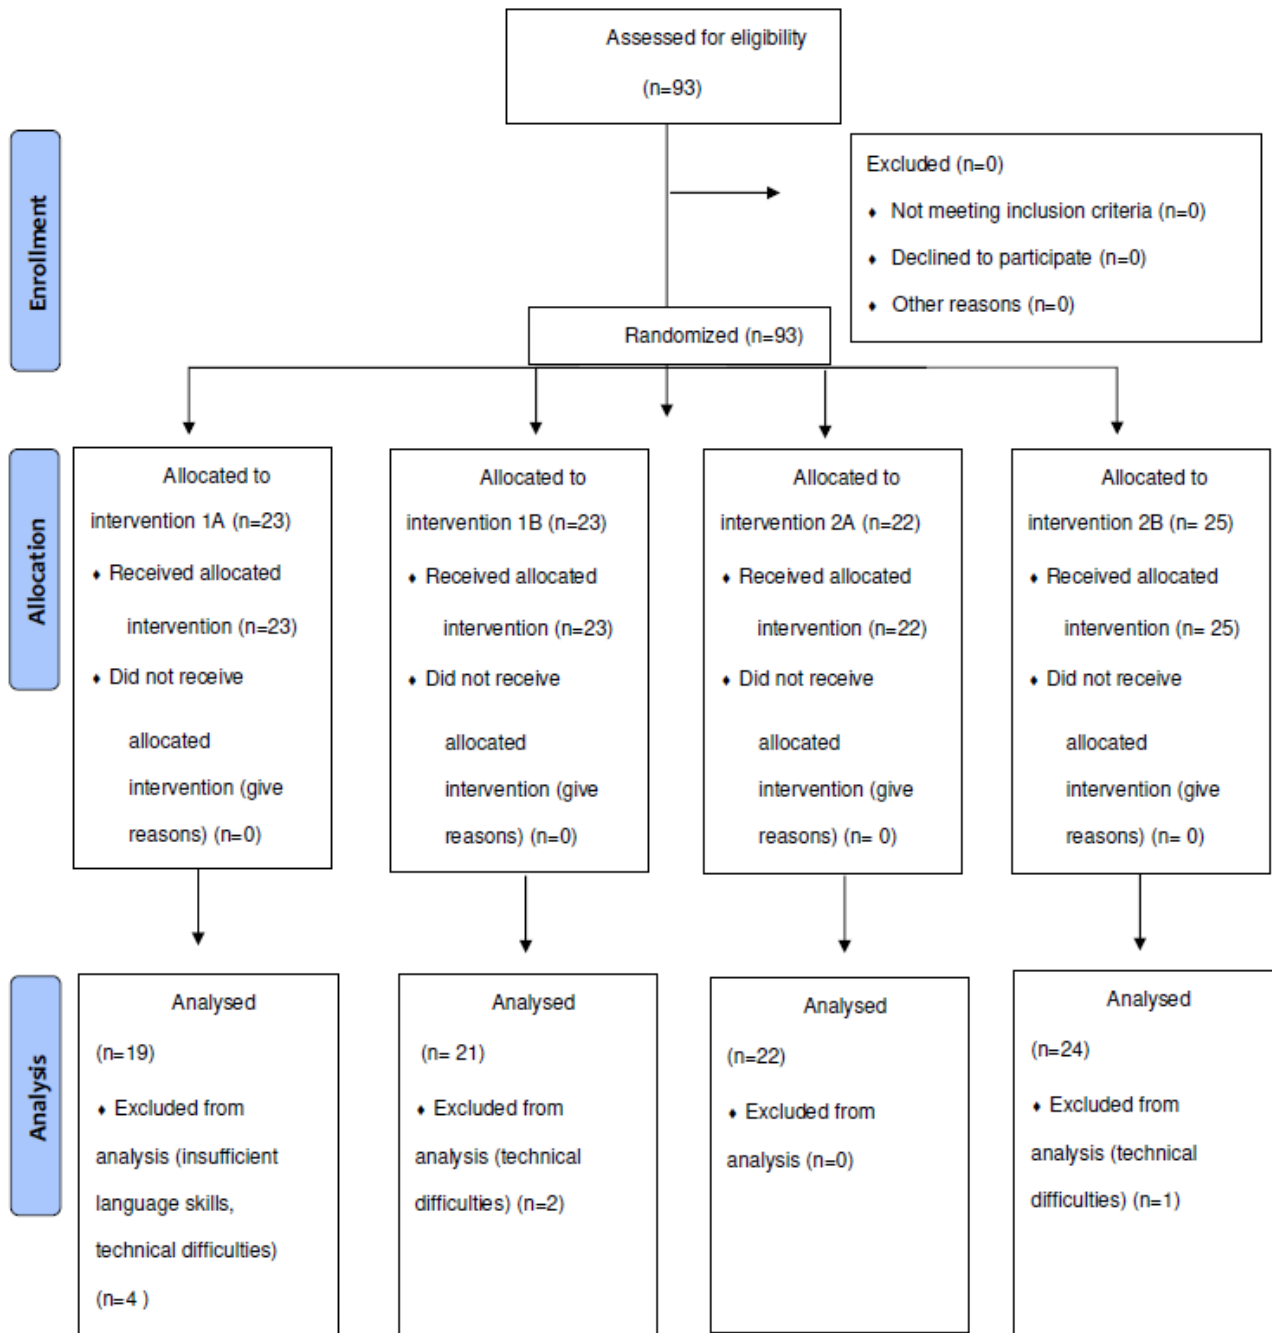 Assessed for eligibility
(n=93)
Enrollment
Excluded (n=0)
♦ Not meeting inclusion criteria (n=0)
♦ Declined to participate (n=0)
♦ Other reasons (n=0)
Randomized (n=93)
Allocation
Allocated to
intervention 1A (n=23)
♦ Received allocated
intervention (n=23)
♦ Did not receive
allocated
intervention (give
reasons) (n=0)
Allocated to
intervention 1B (n=23)
♦ Received allocated
intervention (n=23)
♦ Did not receive
allocated
intervention (give
reasons) (n=0)
Allocated to
intervention 2A (n=22)
♦ Received allocated
intervention (n=22)
♦ Did not receive
allocated
intervention (give
reasons) (n= 0)
Allocated to
intervention 2B (n= 25)
♦ Received allocated
intervention (n= 25)
♦ Did not receive
allocated
intervention (give
reasons) (n= 0)
Analysis
Analysed
(n=19)
♦ Excluded from
analysis (insufficient
language skills,
technical difficulties)
(n=4 )
Analysed
(n= 21)
♦ Excluded from
analysis (technical
difficulties) (n=2)
Analysed
(n=22)
♦ Excluded from
analysis (n=0)
Analysed
(n=24)
♦ Excluded from
analysis (technical
difficulties) (n=1)